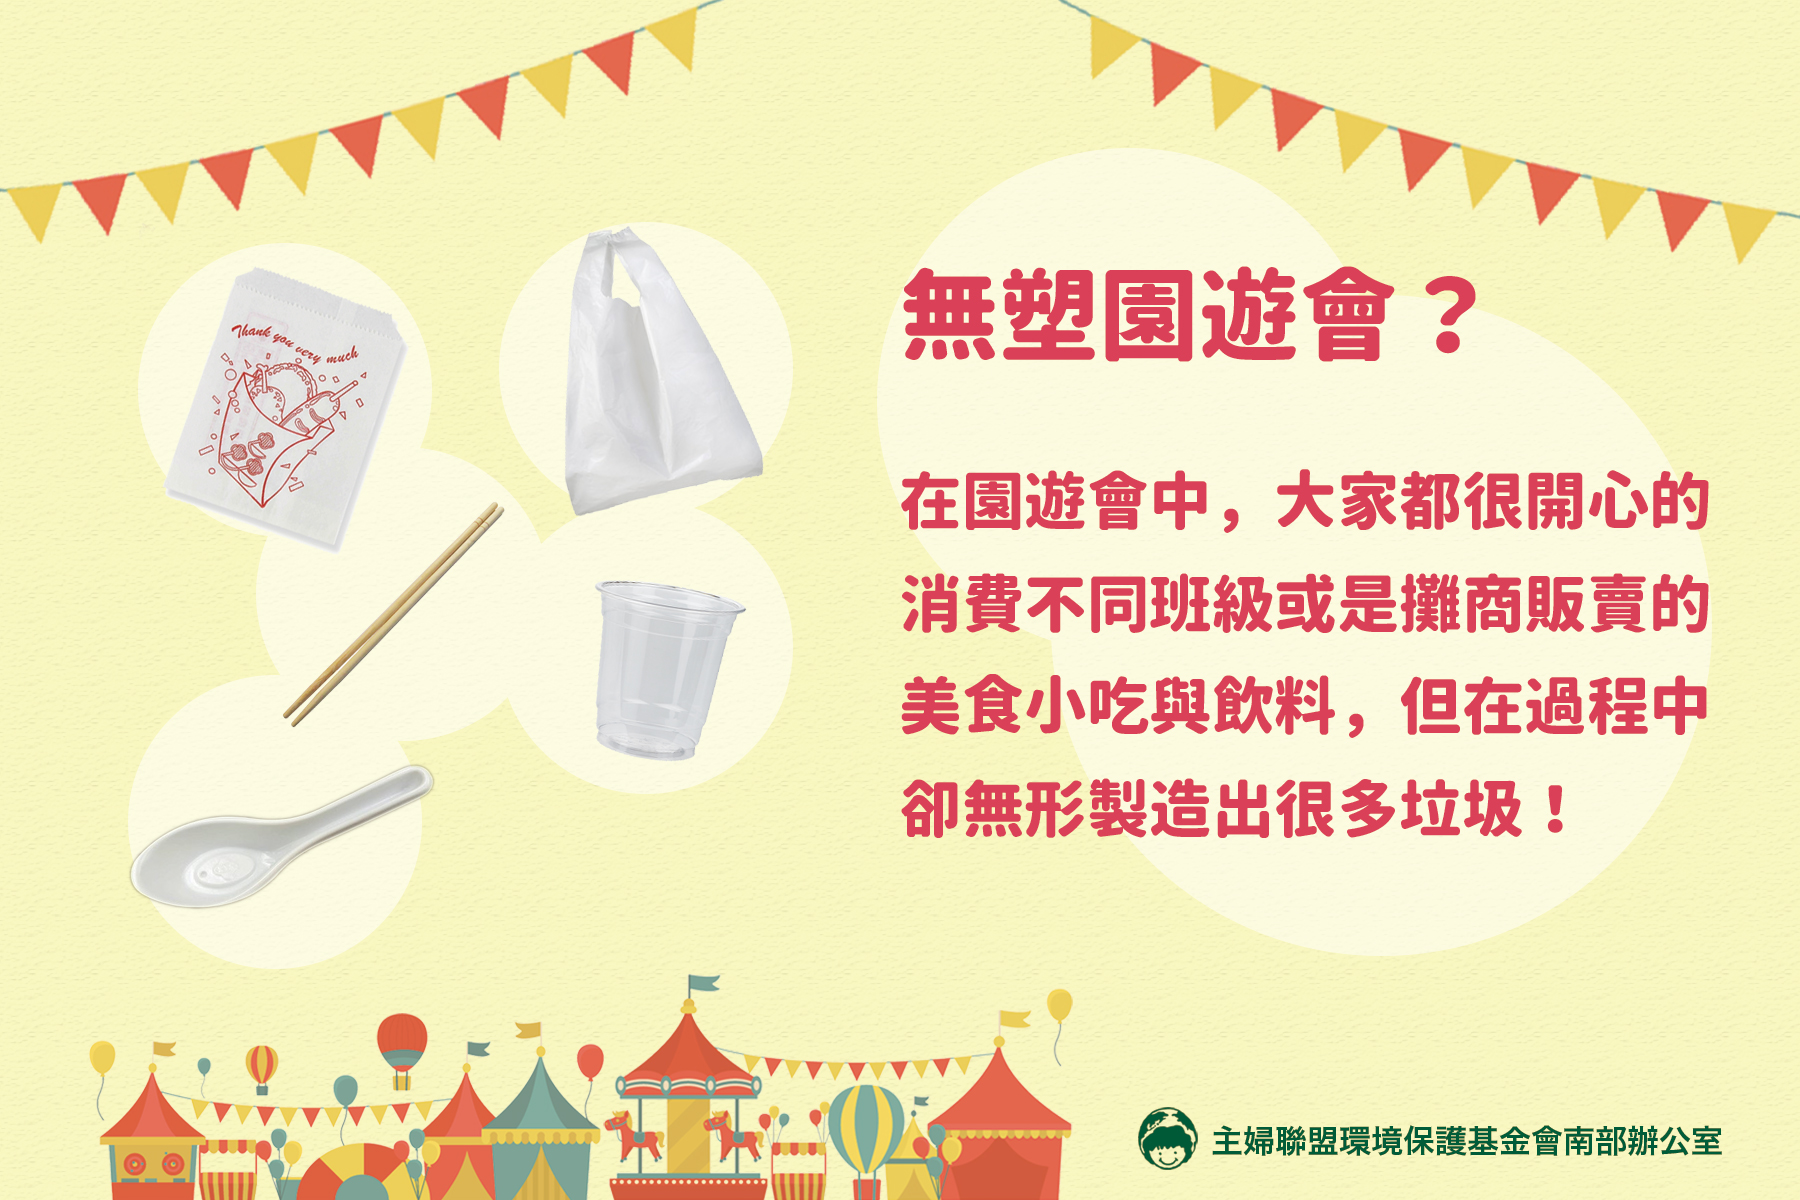 Thank you very much
無塑園遊會？
在園遊會中，大家都很開心的
消費不同班級或是攤商販賣的
美食小吃與飲料，但在過程中
卻無形製造出很多垃圾！
主婦聯盟環境保護基金會南部辦公室